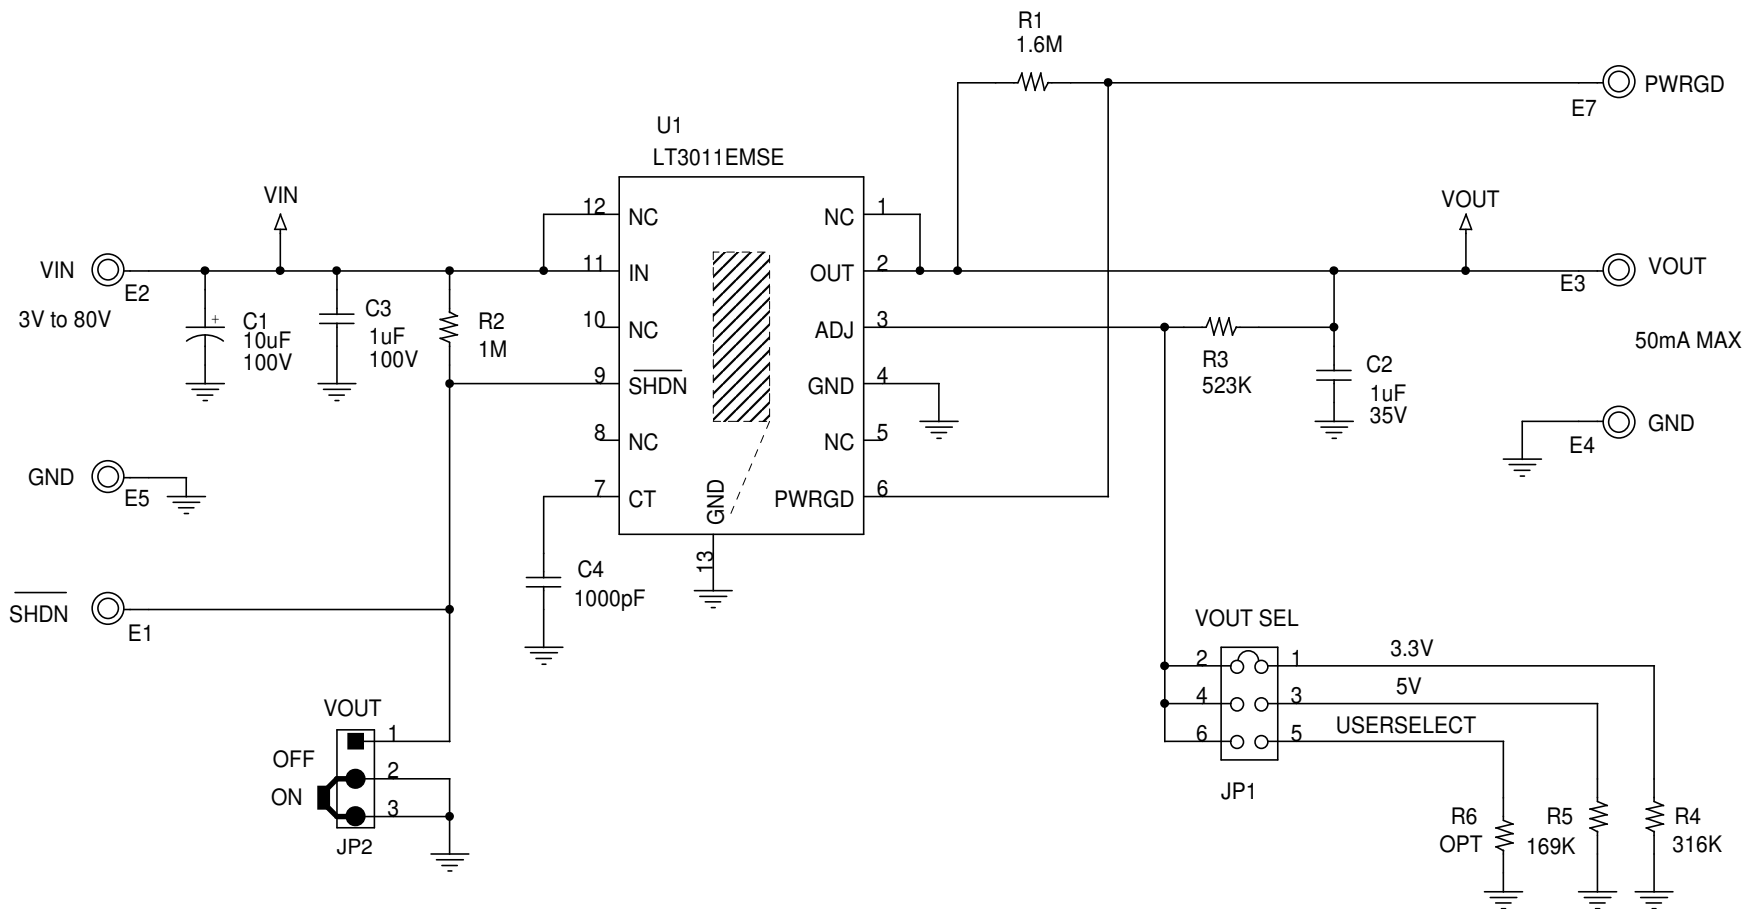 R1
1.6M
PWRGD
E7
U1
LT3011EMSE
VIN
VOUT
12
NC
NC
1
VIN
E2
3V to 80V
11
IN
OUT
2
E3
VOUT
50mA MAX
+
C1
10uF
100V
C3
1uF
100V
R2
1M
10
NC
ADJ
3
R3
523K
C2
1uF
35V
9
SHDN
GND
4
E4
GND
8
NC
NC
5
GND
E5
7
CT
GND
PWRGD
6
13
C4
1000pF
SHDN
E1
VOUT SEL
2
1
3.3V
4
3
5V
6
5
USERSELECT
JP1
VOUT
1
OFF
2
ON
3
JP2
R6
OPT
R5
169K
R4
316K